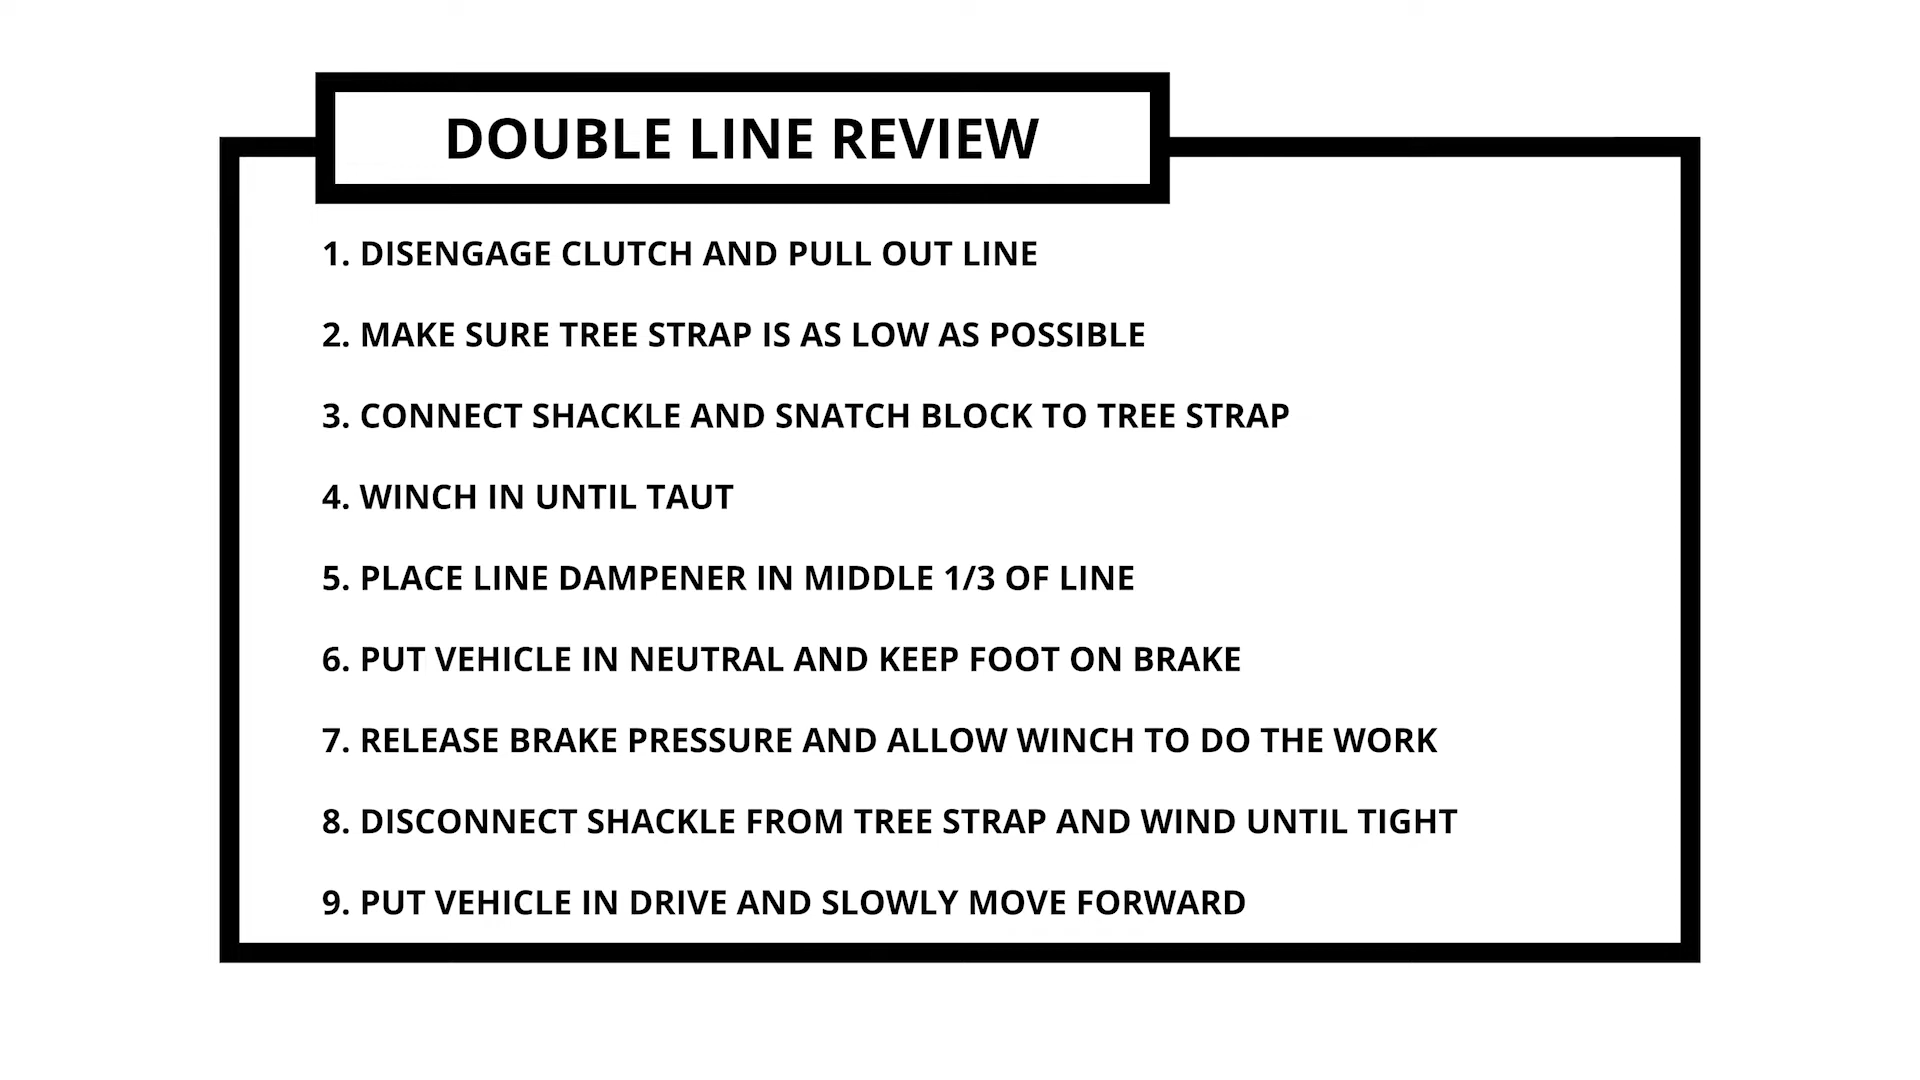 DOUBLE LINE REVIEW
1. DISENGAGE CLUTCH AND PULL OUT LINE
2. MAKE SURE TREE STRAP IS AS LOW AS POSSIBLE
3. CONNECT SHACKLE AND SNATCH BLOCK TO TREE STRAP
4. WINCH IN UNTIL TAUT
5. PLACE LINE DAMPENER IN MIDDLE 1/3 OF LINE
6. PUT VEHICLE IN NEUTRAL AND KEEP FOOT ON BRAKE
7. RELEASE BRAKE PRESSURE AND ALLOW WINCH TO DO THE WORK
8. DISCONNECT SHACKLE FROM TREE STRAP AND WIND UNTIL TIGHT
9. PUT VEHICLE IN DRIVE AND SLOWLY MOVE FORWARD